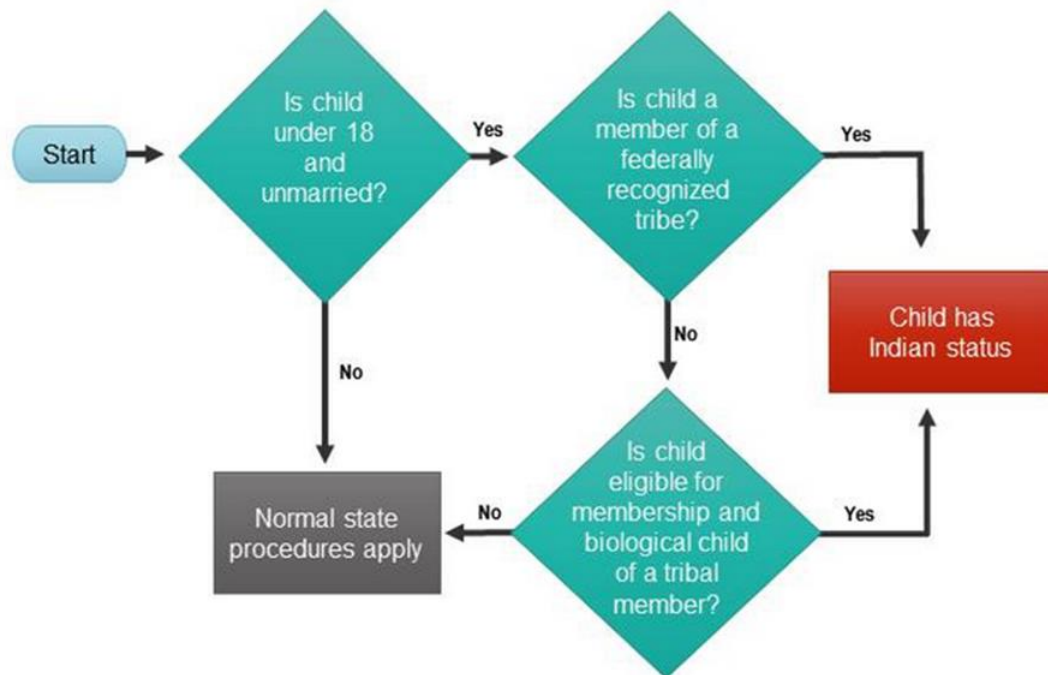 Start
Is child
under 18
and
unmarried?
Yes
Is child a
member of a
federally
recognized
tribe?
Yes
Child has
Indian status
No
No
Is child
eligible for
membership and
biological child
of a tribal
member?
Yes
No
Normal state
procedures apply